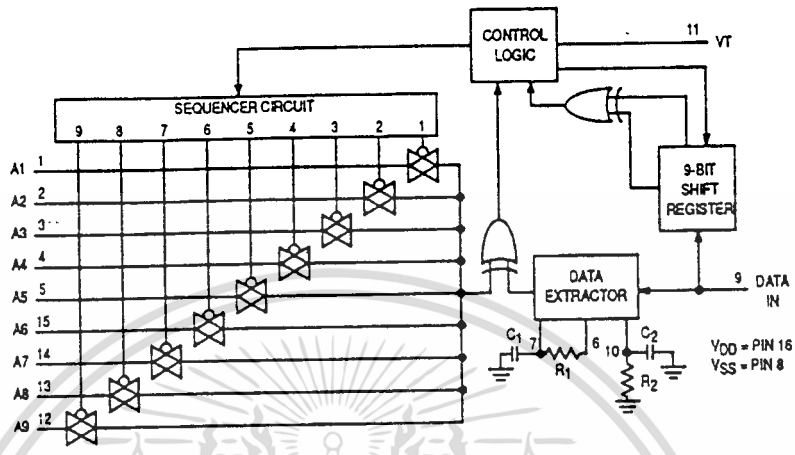 CONTROL LOGIC
11
VT
SEQUENCER CIRCUIT
9 8 7 6 5 4 3 2 1
A1 1
A2 2
A3 3
A4 4
A5 5
A6 15
A7 14
A8 13
A9 12
9-BIT SHIFT REGISTER
DATA EXTRACTOR
9 DATA IN
C1 7 R1 6 10 C2 R2
VDD = PIN 16
VSS = PIN 8